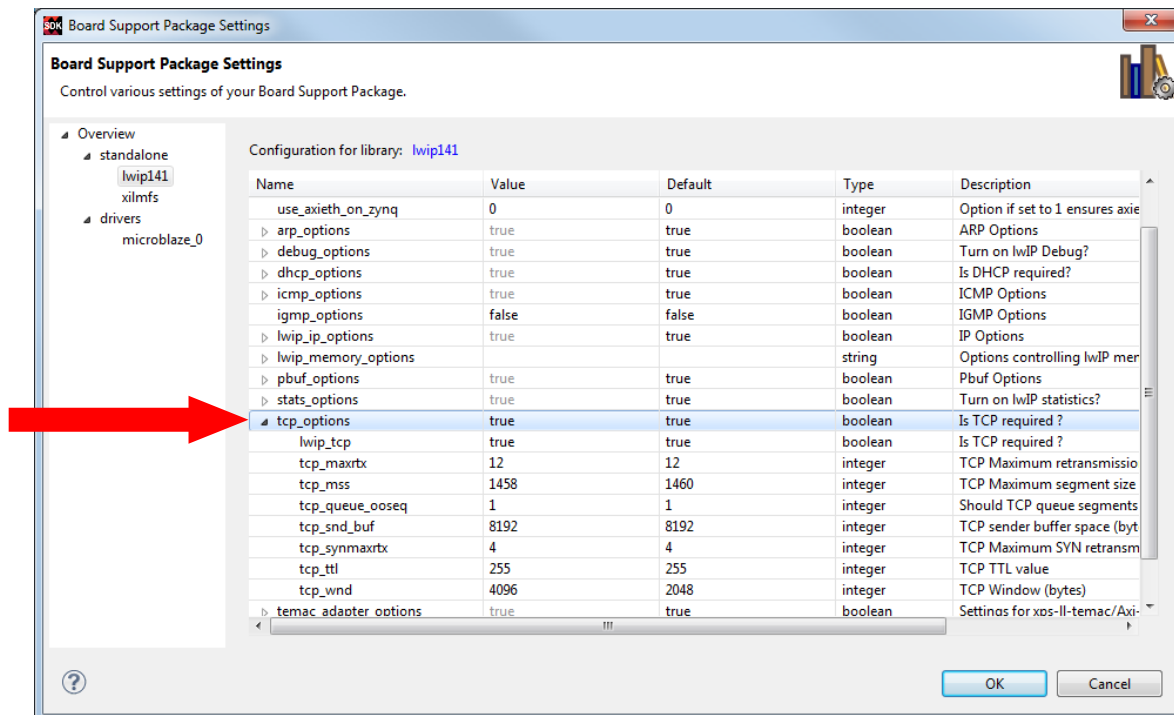 SDK Board Support Package Settings
Board Support Package Settings
Control various settings of your Board Support Package.
Overview
standalone
lwip141
xilmfs
drivers
microblaze_0
Configuration for library: lwip141
Name Value Default Type Description
use_axieth_on_zynq 0 0 integer Option if set to 1 ensures axie
arp_options true true boolean ARP Options
debug_options true true boolean Turn on lwIP Debug?
dhcp_options true true boolean Is DHCP required?
icmp_options true true boolean ICMP Options
igmp_options false false boolean IGMP Options
lwip_ip_options true true boolean IP Options
lwip_memory_options string Options controlling lwIP mer
pbuf_options true true boolean Pbuf Options
stats_options true true boolean Turn on lwIP statistics?
tcp_options true true boolean Is TCP required ?
lwip_tcp true true boolean Is TCP required ?
tcp_maxrtx 12 12 integer TCP Maximum retransmissio
tcp_mss 1458 1460 integer TCP Maximum segment size
tcp_queue_ooseq 1 1 integer Should TCP queue segments
tcp_snd_buf 8192 8192 integer TCP sender buffer space (byt
tcp_synmaxrtx 4 4 integer TCP Maximum SYN retransm
tcp_ttl 255 255 integer TCP TTL value
tcp_wnd 4096 2048 integer TCP Window (bytes)
temac_adapter_options true true boolean Settings for xps-ll-temac/Axi-
OK Cancel